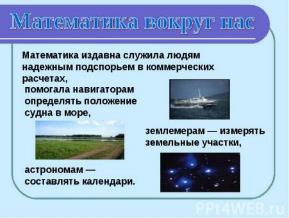 Математика вокруг нас
Математика издавна служила людям
надежным подспорьем в коммерческих
расчетах,
помогала навигаторам
определять положение
судна в море,
землемерам — измерять
земельные участки,
астрономам —
составлять календари.
PPt4WEB.ru